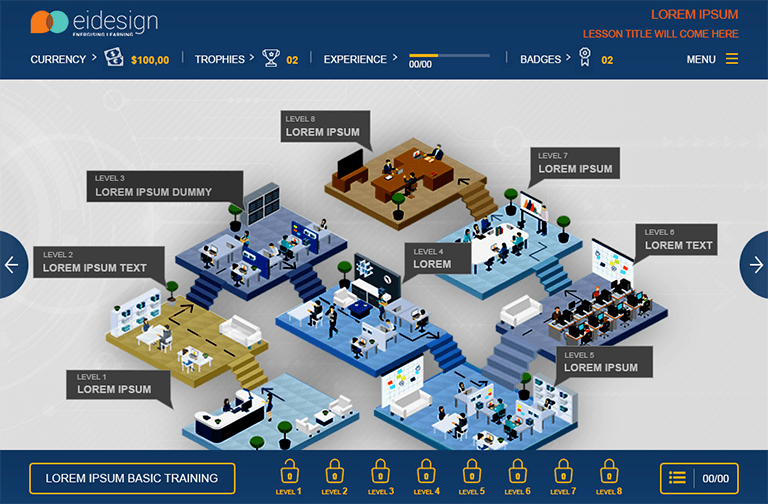 eidesign
ENERGISING LEARNING
LOREM IPSUM
LESSON TITLE WILL COME HERE
CURRENCY
$100,00
TROPHIES
02
EXPERIENCE
00/00
BADGES
02
MENU
LEVEL 8
LOREM IPSUM
LEVEL 7
LOREM IPSUM
LEVEL 3
LOREM IPSUM DUMMY
LEVEL 6
LOREM TEXT
LEVEL 2
LOREM IPSUM TEXT
LEVEL 4
LOREM
LEVEL 5
LOREM IPSUM
LEVEL 1
LOREM IPSUM
LOREM IPSUM BASIC TRAINING
LEVEL 1
LEVEL 2
LEVEL 3
LEVEL 4
LEVEL 5
LEVEL 6
LEVEL 7
LEVEL 8
00/00